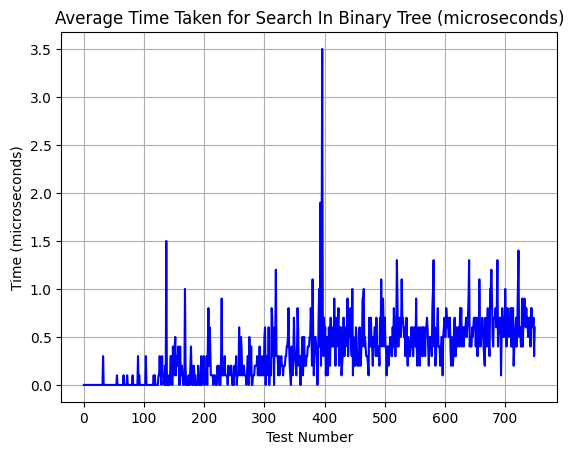 Average Time Taken for Search In Binary Tree (microseconds)
3.5
3.0
2.5
2.0
1.5
1.0
0.5
0.0
Time (microseconds)
0 100 200 300 400 500 600 700
Test Number